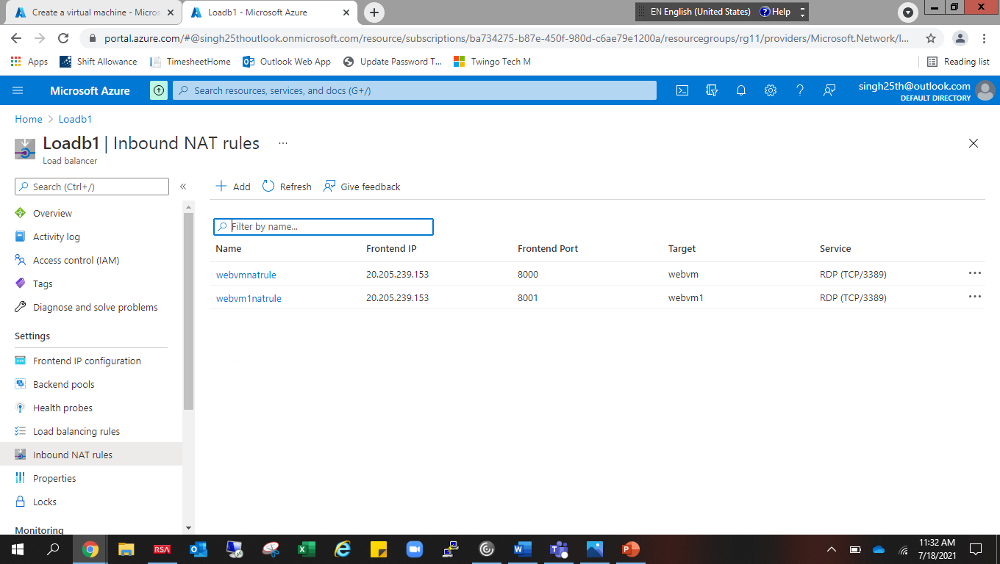 Create a virtual machine - Micros
Loadb1 - Microsoft Azure
EN English (United States)
Help
portal.azure.com/#@singh25thoutlook.onmicrosoft.com/resource/subscriptions/ba734275-b87e-450f-980d-c6ae79e1200a/resourcegroups/rg11/providers/Microsoft.Network/l...
Apps
Shift Allowance
TimesheetHome
Outlook Web App
Update Password T...
Twingo Tech M
Reading list
Microsoft Azure
Search resources, services, and docs (G+/)
singh25th@outlook.com
DEFAULT DIRECTORY
Home > Loadb1
Loadb1 | Inbound NAT rules ...
Load balancer
Search (Ctrl+/)
«
Add
Refresh
Give feedback
Overview
Activity log
Access control (IAM)
Tags
Diagnose and solve problems
Settings
Frontend IP configuration
Backend pools
Health probes
Load balancing rules
Inbound NAT rules
Properties
Locks
Monitoring
Filter by name...
Name Frontend IP Frontend Port Target Service
webvmnatrule 20.205.239.153 8000 webvm RDP (TCP/3389) ...
webvm1natrule 20.205.239.153 8001 webvm1 RDP (TCP/3389) ...
RSA
11:32 AM
7/18/2021